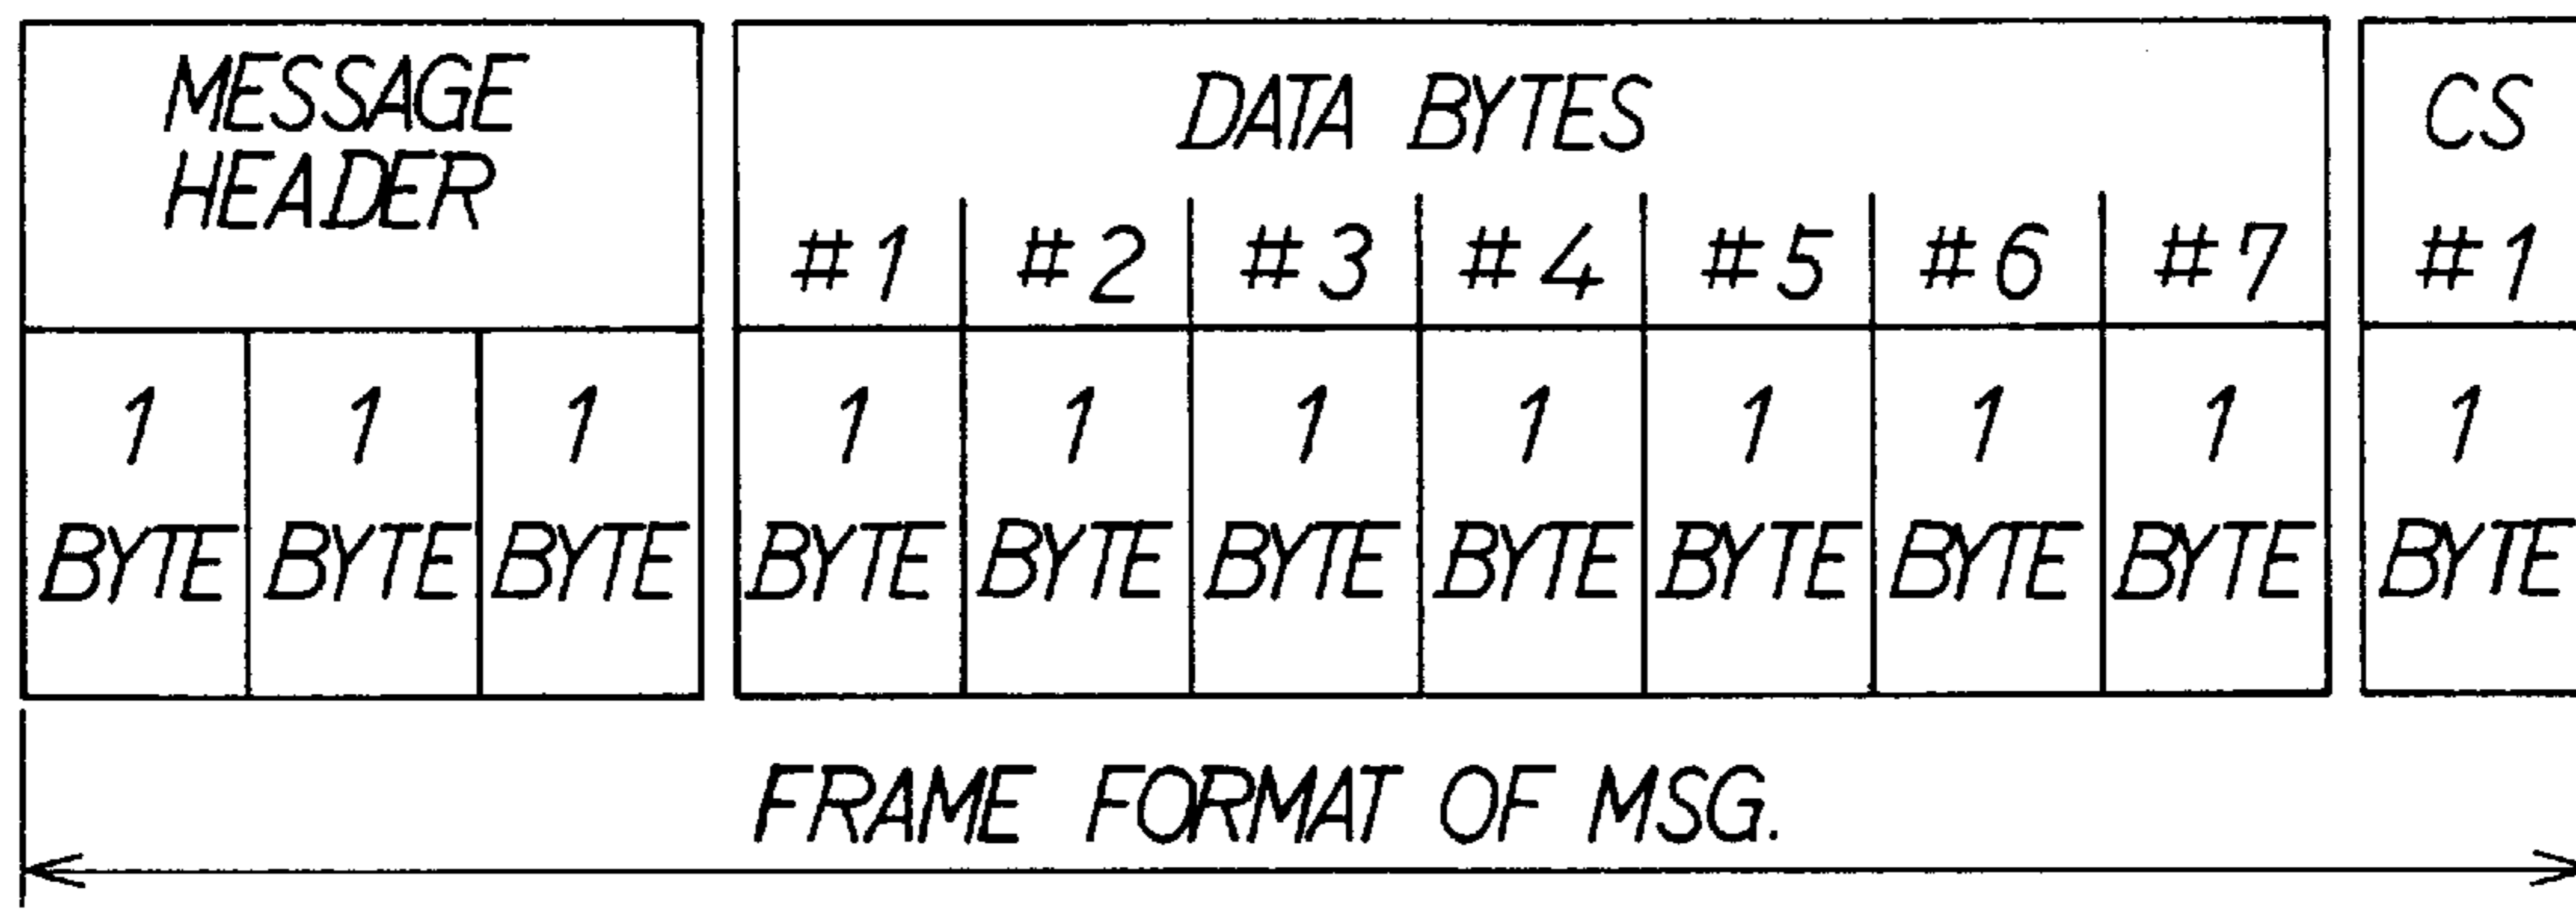 MESSAGE
HEADER
DATA BYTES
CS
#1 #2 #3 #4 #5 #6 #7 #1
1 1 1 1 1 1 1 1 1 1 1
BYTE BYTE BYTE BYTE BYTE BYTE BYTE BYTE BYTE BYTE BYTE
FRAME FORMAT OF MSG.